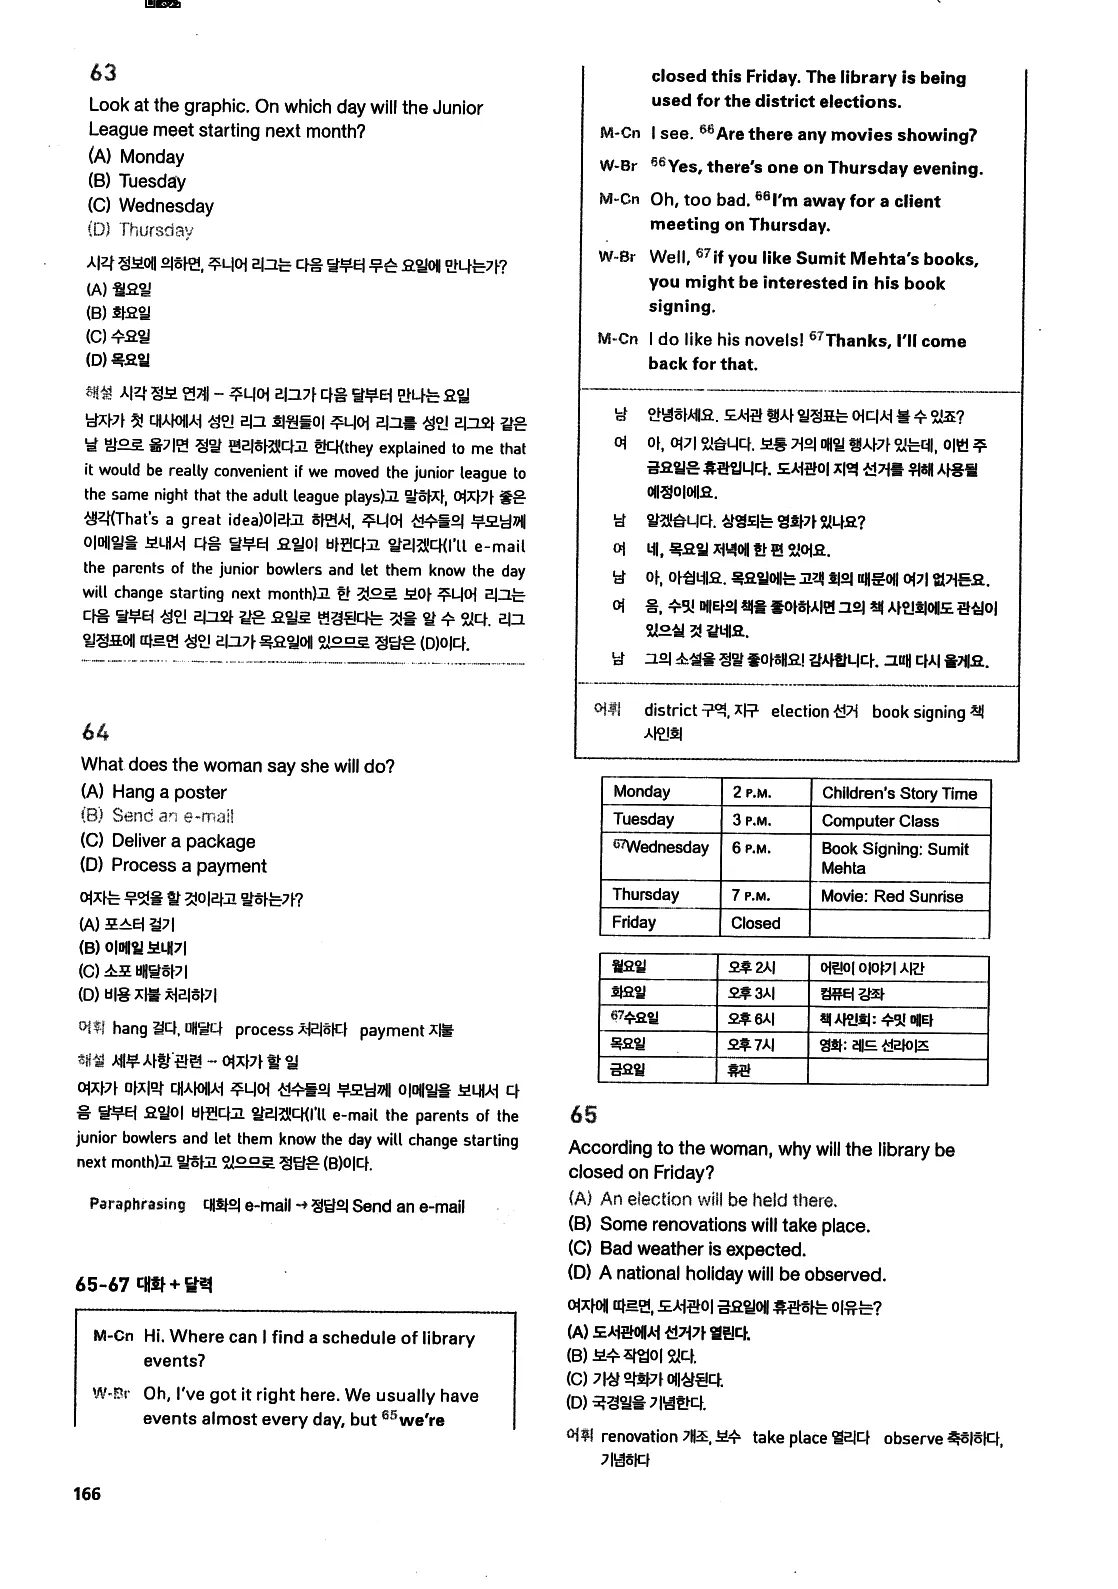 63
Look at the graphic. On which day will the Junior
League meet starting next month?
(A) Monday
(B) Tuesday
(C) Wednesday
(D) Thursday
시각 정보에 의하면, 주니어 리그는 다음 달부터 무슨 요일에 만나는가?
(A) 월요일
(B) 화요일
(C) 수요일
(D) 목요일
해설 시각 정보 연계 – 주니어 리그가 다음 달부터 만나는 요일
남자가 첫 대사에서 성인 리그 회원들이 주니어 리그를 성인 리그와 같은
날 밤으로 옮기면 정말 편리하겠다고 한다(they explained to me that
it would be really convenient if we moved the junior league to
the same night that the adult league plays)고 말하자, 여자가 좋은
생각(That's a great idea)이라고 하면서, 주니어 선수들의 부모님께
이메일을 보내서 다음 달부터 요일이 바뀐다고 알리겠다(I'll e-mail
the parents of the junior bowlers and let them know the day
will change starting next month)고 한 것으로 보아 주니어 리그는
다음 달부터 성인 리그와 같은 요일로 변경된다는 것을 알 수 있다. 리그
일정표에 따르면 성인 리그가 목요일에 있으므로 정답은 (D)이다.
64
What does the woman say she will do?
(A) Hang a poster
(B) Send an e-mail
(C) Deliver a package
(D) Process a payment
여자는 무엇을 할 것이라고 말하는가?
(A) 포스터 걸기
(B) 이메일 보내기
(C) 소포 배달하기
(D) 비용 지불 처리하기
어휘 hang 걸다, 매달다 process 처리하다 payment 지불
해설 세부 사항 관련 – 여자가 할 일
여자가 마지막 대사에서 주니어 선수들의 부모님께 이메일을 보내서 다
음 달부터 요일이 바뀐다고 알리겠다(I'll e-mail the parents of the
junior bowlers and let them know the day will change starting
next month)고 말하고 있으므로 정답은 (B)이다.
Paraphrasing 대화의 e-mail → 정답의 Send an e-mail
65-67 대화 + 달력
M-Cn Hi. Where can I find a schedule of library
events?
W-Br Oh, I've got it right here. We usually have
events almost every day, but 65we're
166
closed this Friday. The library is being
used for the district elections.
M-Cn I see. 66Are there any movies showing?
W-Br 66Yes, there's one on Thursday evening.
M-Cn Oh, too bad. 66I'm away for a client
meeting on Thursday.
W-Br Well, 67if you like Sumit Mehta's books,
you might be interested in his book
signing.
M-Cn I do like his novels! 67Thanks, I'll come
back for that.
남 안녕하세요. 도서관 행사 일정표는 어디서 볼 수 있죠?
여 아, 여기 있습니다. 보통 거의 매일 행사가 있는데, 이번 주
금요일은 휴관입니다. 도서관이 지역 선거를 위해 사용될
예정이에요.
남 알겠습니다. 상영되는 영화가 있나요?
여 네, 목요일 저녁에 한 편 있어요.
남 아, 아쉽네요. 목요일에는 고객 회의 때문에 여기 없거든요.
여 음, 수밋 메타의 책을 좋아하시면 그의 책 사인회에도 관심이
있으실 것 같네요.
남 그의 소설을 정말 좋아해요! 감사합니다. 그때 다시 올게요.
어휘 district 구역, 지구 election 선거 book signing 책
사인회
Monday 2 P.M. Children's Story Time
Tuesday 3 P.M. Computer Class
67Wednesday 6 P.M. Book Signing: Sumit
Mehta
Thursday 7 P.M. Movie: Red Sunrise
Friday Closed
월요일 오후 2시 어린이 이야기 시간
화요일 오후 3시 컴퓨터 강좌
67수요일 오후 6시 책 사인회: 수밋 메타
목요일 오후 7시 영화: 레드 선라이즈
금요일 휴관
65
According to the woman, why will the library be
closed on Friday?
(A) An election will be held there.
(B) Some renovations will take place.
(C) Bad weather is expected.
(D) A national holiday will be observed.
여자에 따르면, 도서관이 금요일에 휴관하는 이유는?
(A) 도서관에서 선거가 열린다.
(B) 보수 작업이 있다.
(C) 기상 악화가 예상된다.
(D) 국경일을 기념한다.
어휘 renovation 개조, 보수 take place 열리다 observe 축하하다,
기념하다